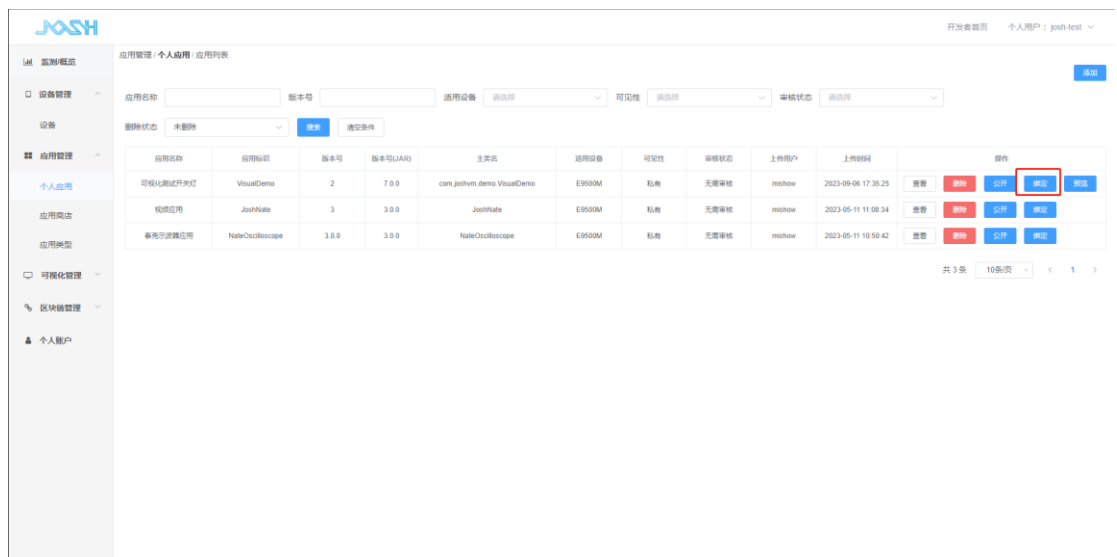 JOSH
开发者首页 个人用户：josh-test
监测/概览
设备管理
设备
应用管理
个人应用
应用商店
应用类型
可视化管理
区块链管理
个人账户
应用管理 / 个人应用 / 应用列表
添加
应用名称 版本号 适用设备 请选择 可见性 请选择 审核状态 请选择
删除状态 未删除 搜索 清空条件
应用名称 应用标识 版本号 版本号(JAR) 主类名 适用设备 可见性 审核状态 上传用户 上传时间 操作
可视化测试开关灯 VisualDemo 2 7.0.0 com.joshvm.demo.VisualDemo E9500M 私有 无需审核 mishow 2023-09-06 17:35:25 查看 删除 公开 绑定 预览
视频应用 JoshNate 3 3.0.0 JoshNate E9500M 私有 无需审核 mishow 2023-05-11 11:08:34 查看 删除 公开 绑定
泰克示波器应用 NateOscilloscope 3.0.0 3.0.0 NateOscilloscope E9500M 私有 无需审核 mishow 2023-05-11 10:50:42 查看 删除 公开 绑定
共 3 条 10条/页 < 1 >